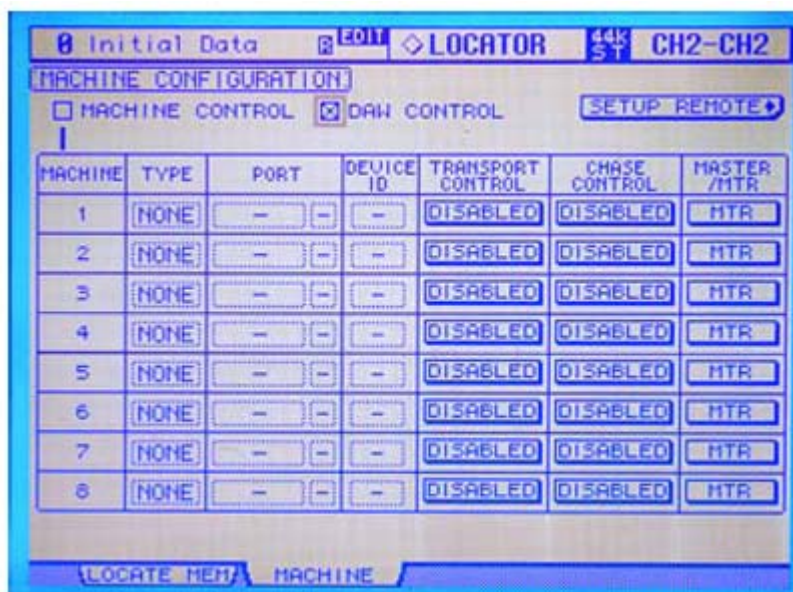 0 Initial Data R EDIT ◇LOCATOR 44k ST CH2-CH2
MACHINE CONFIGURATION
MACHINE CONTROL DAW CONTROL SETUP REMOTE
MACHINE TYPE PORT DEVICE ID TRANSPORT CONTROL CHASE CONTROL MASTER /MTR
1 NONE - - - DISABLED DISABLED MTR
2 NONE - - - DISABLED DISABLED MTR
3 NONE - - - DISABLED DISABLED MTR
4 NONE - - - DISABLED DISABLED MTR
5 NONE - - - DISABLED DISABLED MTR
6 NONE - - - DISABLED DISABLED MTR
7 NONE - - - DISABLED DISABLED MTR
8 NONE - - - DISABLED DISABLED MTR
LOCATE MEM MACHINE